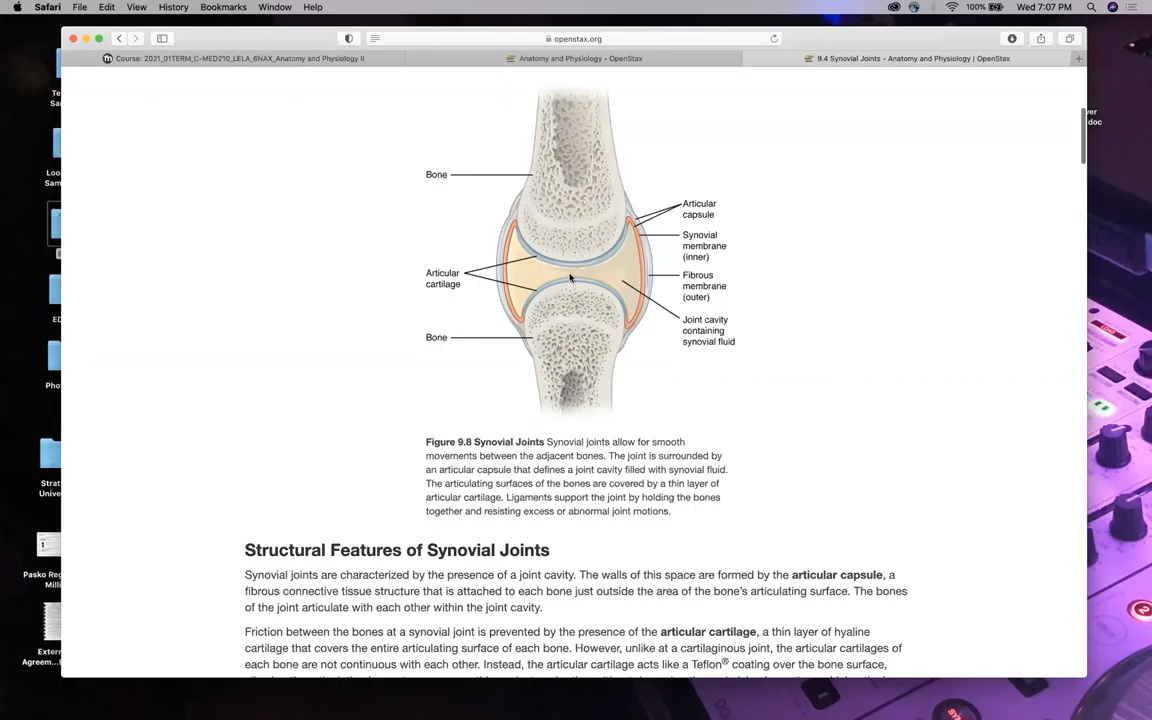 Safari File Edit View History Bookmarks Window Help
100% Wed 7:07 PM
openstax.org
Course: 2021_01TERM_C-MED210_LELA_6NAX_Anatomy and Physiology II
Anatomy and Physiology - OpenStax
9.4 Synovial Joints - Anatomy and Physiology | OpenStax
Bone
Articular
capsule
Synovial
membrane
(inner)
Articular
cartilage
Fibrous
membrane
(outer)
Joint cavity
containing
synovial fluid
Bone
Figure 9.8 Synovial Joints Synovial joints allow for smooth
movements between the adjacent bones. The joint is surrounded by
an articular capsule that defines a joint cavity filled with synovial fluid.
The articulating surfaces of the bones are covered by a thin layer of
articular cartilage. Ligaments support the joint by holding the bones
together and resisting excess or abnormal joint motions.
Structural Features of Synovial Joints
Synovial joints are characterized by the presence of a joint cavity. The walls of this space are formed by the articular capsule, a
fibrous connective tissue structure that is attached to each bone just outside the area of the bone's articulating surface. The bones
of the joint articulate with each other within the joint cavity.
Friction between the bones at a synovial joint is prevented by the presence of the articular cartilage, a thin layer of hyaline
cartilage that covers the entire articulating surface of each bone. However, unlike at a cartilaginous joint, the articular cartilages of
each bone are not continuous with each other. Instead, the articular cartilage acts like a Teflon® coating over the bone surface,
Pasko Reg
Agreem...E
LOAD
SYNC
2